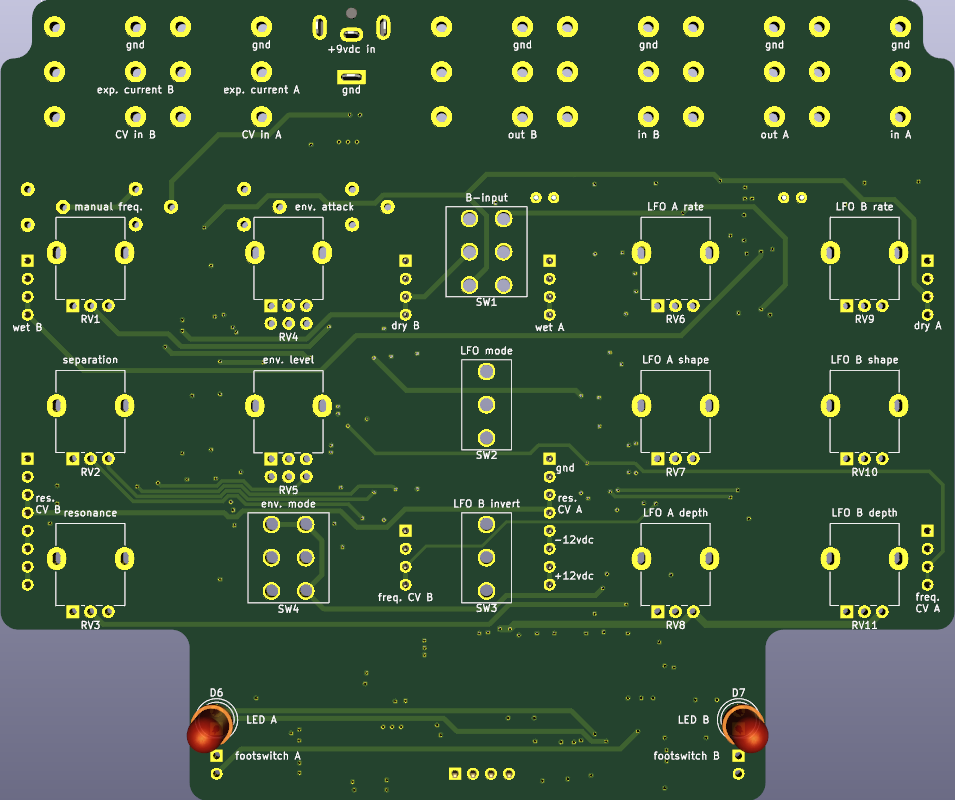 gnd
gnd
+9vdc in
gnd
gnd
gnd
gnd
exp. current B
exp. current A
gnd
CV in B
CV in A
out B
in B
out A
in A
manual freq.
env. attack
B-input
LFO A rate
LFO B rate
wet B
RV1
RV4
dry B
SW1
wet A
RV6
RV9
dry A
separation
env. level
LFO mode
LFO A shape
LFO B shape
RV2
RV5
SW2
gnd
RV7
RV10
res.
CV B
resonance
env. mode
LFO B invert
res.
CV A
LFO A depth
LFO B depth
-12vdc
+12vdc
RV3
SW4
freq. CV B
SW3
RV8
RV11
freq.
CV A
D6
LED A
D7
LED B
footswitch A
footswitch B